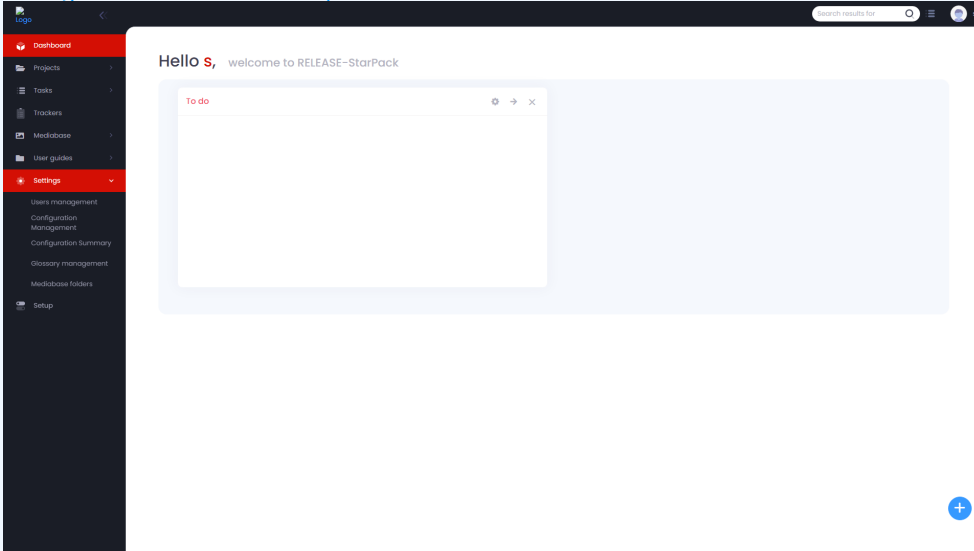 Logo
Search results for
Dashboard
Projects
Tasks
Trackers
Mediabase
User guides
Settings
Users management
Configuration
Management
Configuration Summary
Glossary management
Mediabase folders
Setup
Hello s, welcome to RELEASE-StarPack
To do